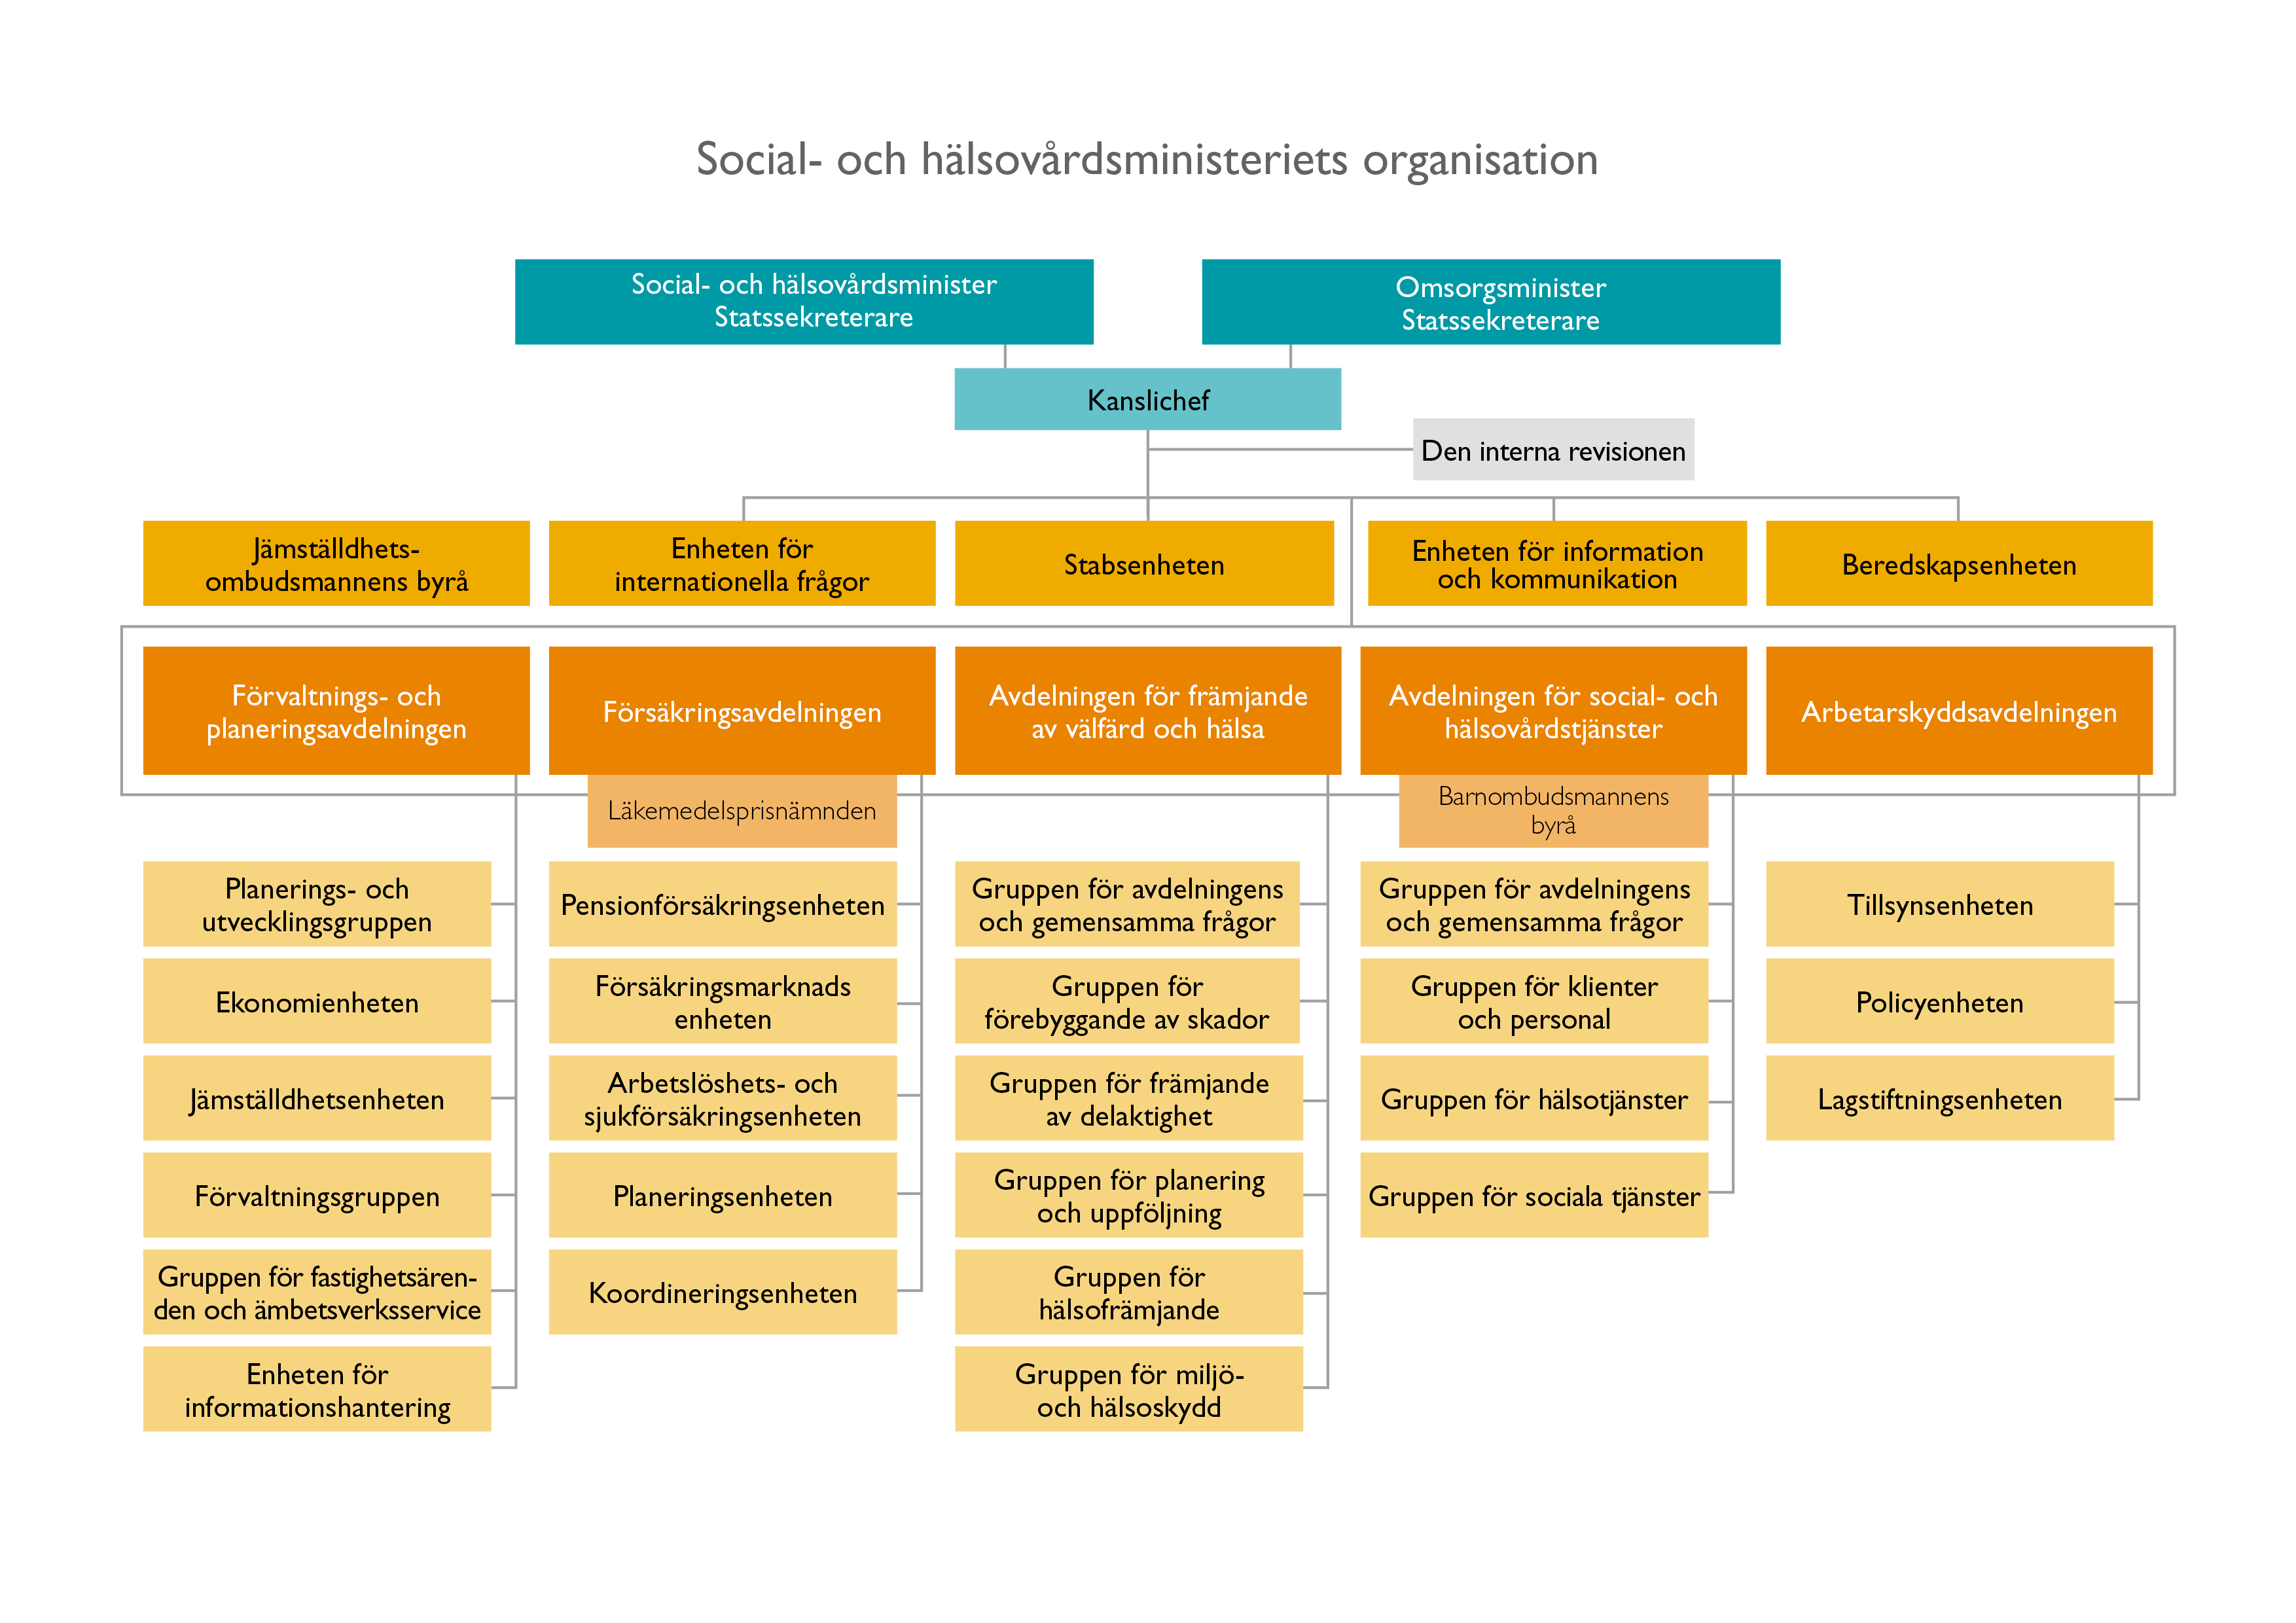 Social- och hälsovårdsministeriets organisation
Social- och hälsovårdsminister
Statssekreterare
Omsorgsminister
Statssekreterare
Kanslichef
Den interna revisionen
Jämställdhets-
ombudsmannens byrå
Enheten för
internationella frågor
Stabsenheten
Enheten för information
och kommunikation
Beredskapsenheten
Förvaltnings- och
planeringsavdelningen
Försäkringsavdelningen
Avdelningen för främjande
av välfärd och hälsa
Avdelningen för social- och
hälsovårdstjänster
Arbetarskyddsavdelningen
Läkemedelsprisnämnden
Barnombudsmannens
byrå
Planerings- och
utvecklingsgruppen
Ekonomienheten
Jämställdhetsenheten
Förvaltningsgruppen
Gruppen för fastighetsären-
den och ämbetsverksservice
Enheten för
informationshantering
Pensionförsäkringsenheten
Försäkringsmarknads
enheten
Arbetslöshets- och
sjukförsäkringsenheten
Planeringsenheten
Koordineringsenheten
Gruppen för avdelningens
och gemensamma frågor
Gruppen för
förebyggande av skador
Gruppen för främjande
av delaktighet
Gruppen för planering
och uppföljning
Gruppen för
hälsofrämjande
Gruppen för miljö-
och hälsoskydd
Gruppen för avdelningens
och gemensamma frågor
Gruppen för klienter
och personal
Gruppen för hälsotjänster
Gruppen för sociala tjänster
Tillsynsenheten
Policyenheten
Lagstiftningsenheten